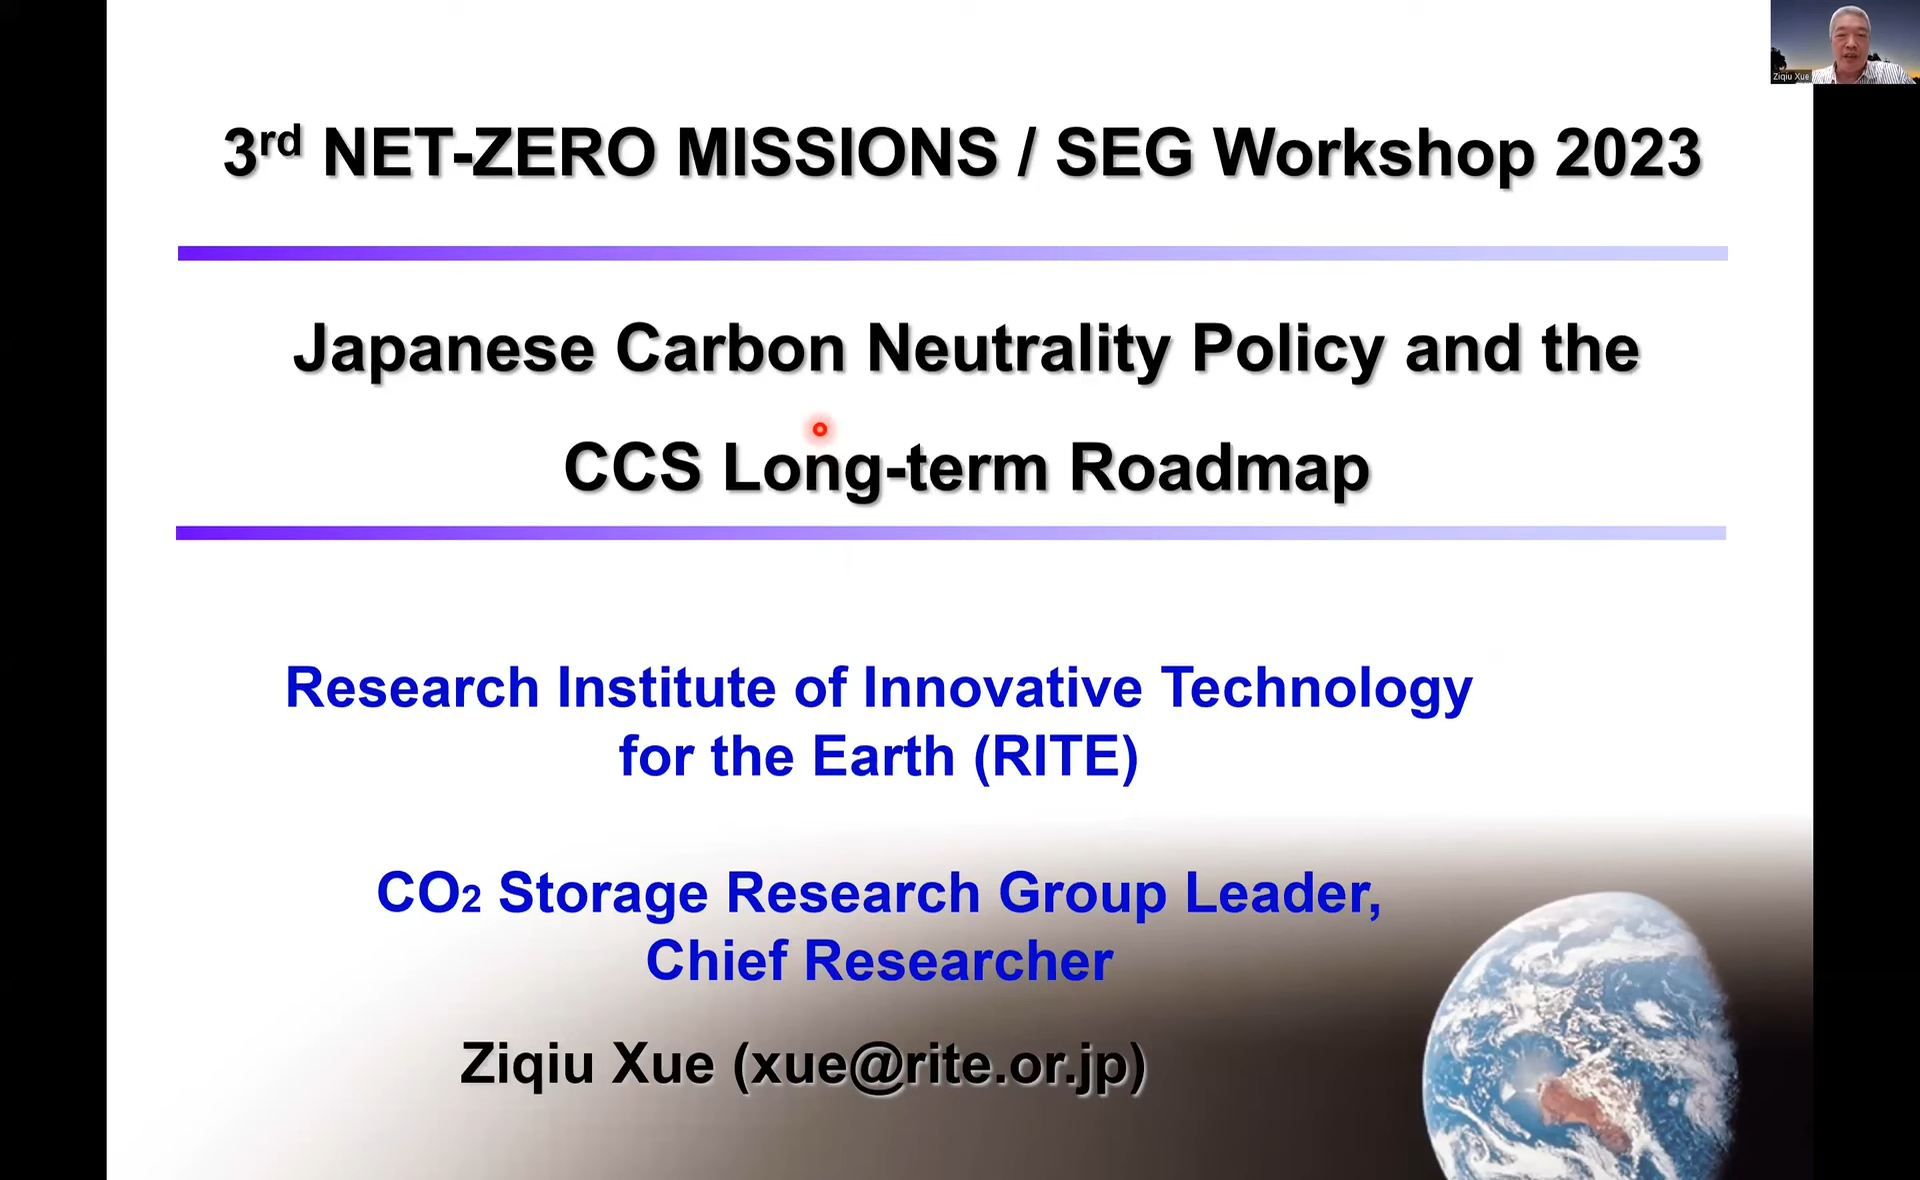 3rd NET-ZERO MISSIONS / SEG Workshop 2023
Japanese Carbon Neutrality Policy and the
CCS Long-term Roadmap
Research Institute of Innovative Technology
for the Earth (RITE)
CO2 Storage Research Group Leader,
Chief Researcher
Ziqiu Xue (xue@rite.or.jp)
Ziqiu Xue